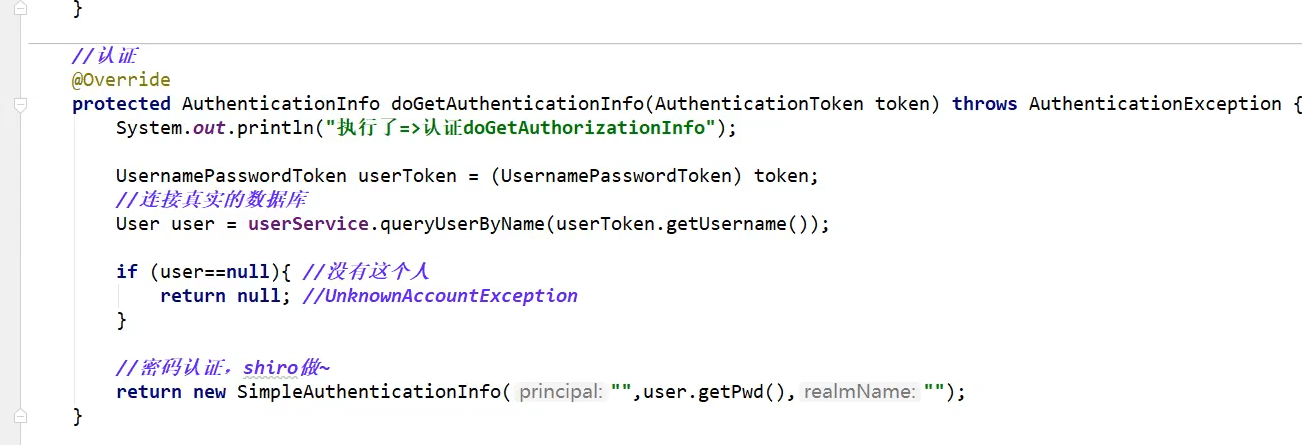 }
//认证
@Override
protected AuthenticationInfo doGetAuthenticationInfo(AuthenticationToken token) throws AuthenticationException {
System.out.println("执行了=>认证doGetAuthorizationInfo");
UsernamePasswordToken userToken = (UsernamePasswordToken) token;
//连接真实的数据库
User user = userService.queryUserByName(userToken.getUsername());
if (user==null){ //没有这个人
return null; //UnknownAccountException
}
//密码认证，shiro做~
return new SimpleAuthenticationInfo( principal: "",user.getPwd(), realmName: "");
}